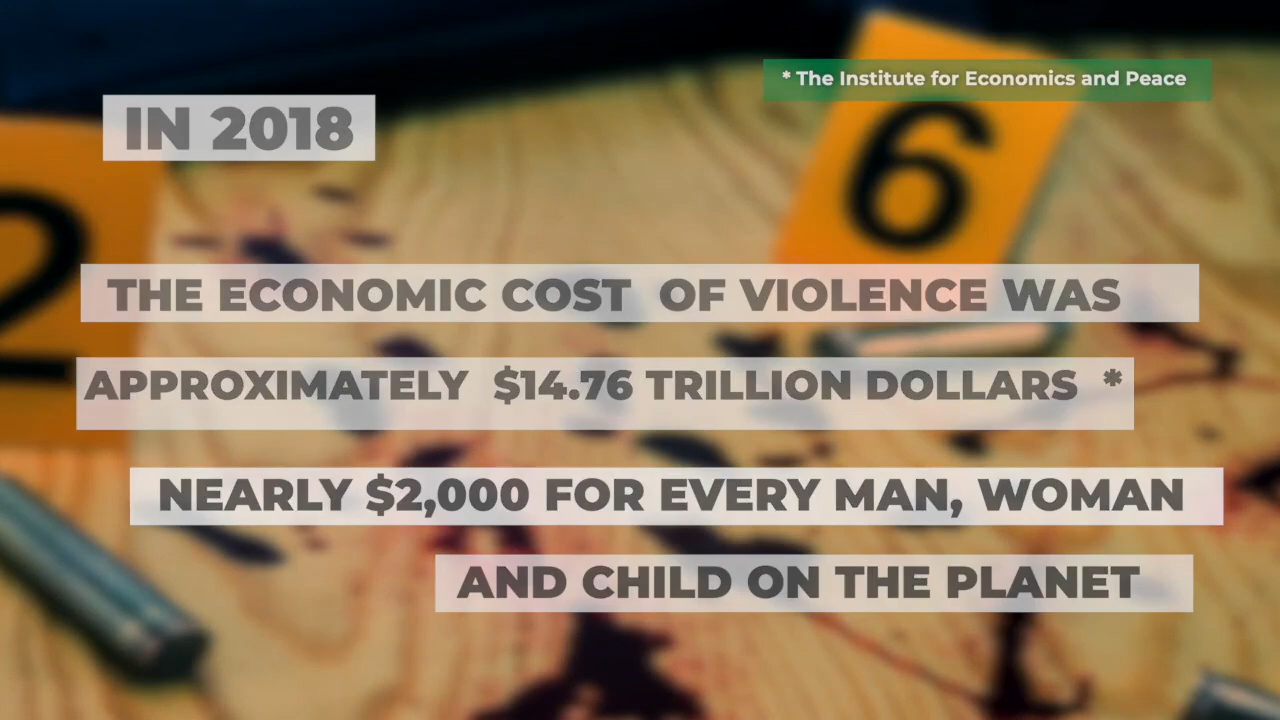 * The Institute for Economics and Peace
IN 2018
6
2
THE ECONOMIC COST OF VIOLENCE WAS
APPROXIMATELY $14.76 TRILLION DOLLARS *
NEARLY $2,000 FOR EVERY MAN, WOMAN
AND CHILD ON THE PLANET